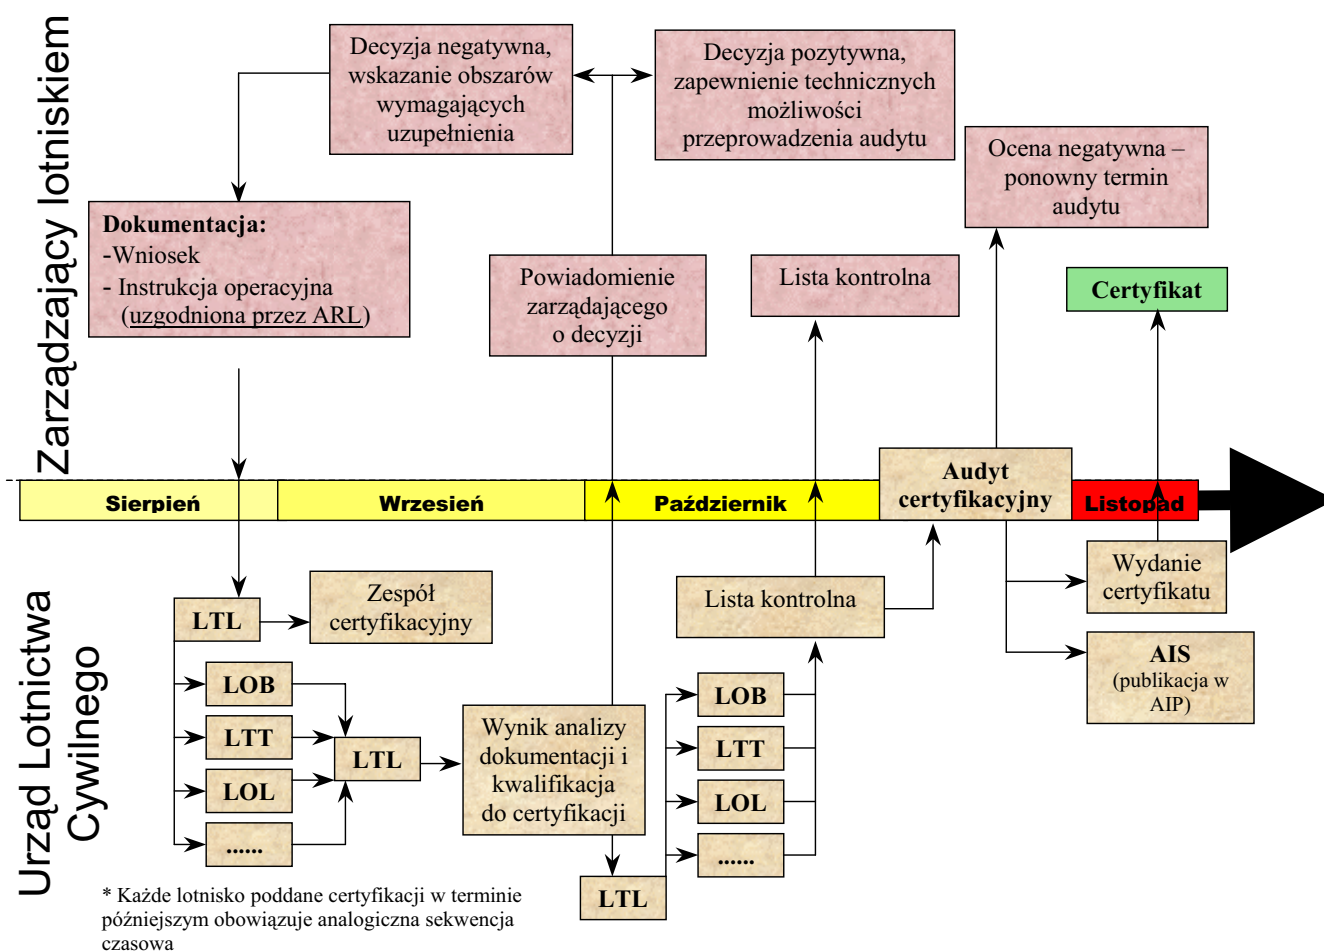 Zarządzający lotniskiem
Decyzja negatywna,
wskazanie obszarów
wymagających
uzupełnienia
Decyzja pozytywna,
zapewnienie technicznych
możliwości
przeprowadzenia audytu
Ocena negatywna –
ponowny termin
audytu
Dokumentacja:
-Wniosek
- Instrukcja operacyjna
(uzgodniona przez ARL)
Powiadomienie
zarządającego
o decyzji
Lista kontrolna
Certyfikat
Sierpień
Wrzesień
Październik
Audyt
certyfikacyjny
Listopad
Urząd Lotnictwa
Cywilnego
LTL
Zespół
certyfikacyjny
LOB
LTT
LOL
......
LTL
Wynik analizy
dokumentacji i
kwalifikacja
do certyfikacji
LTL
LOB
LTT
LOL
......
Lista kontrolna
Wydanie
certyfikatu
AIS
(publikacja w
AIP)
* Każde lotnisko poddane certyfikacji w terminie
późniejszym obowiązuje analogiczna sekwencja
czasowa